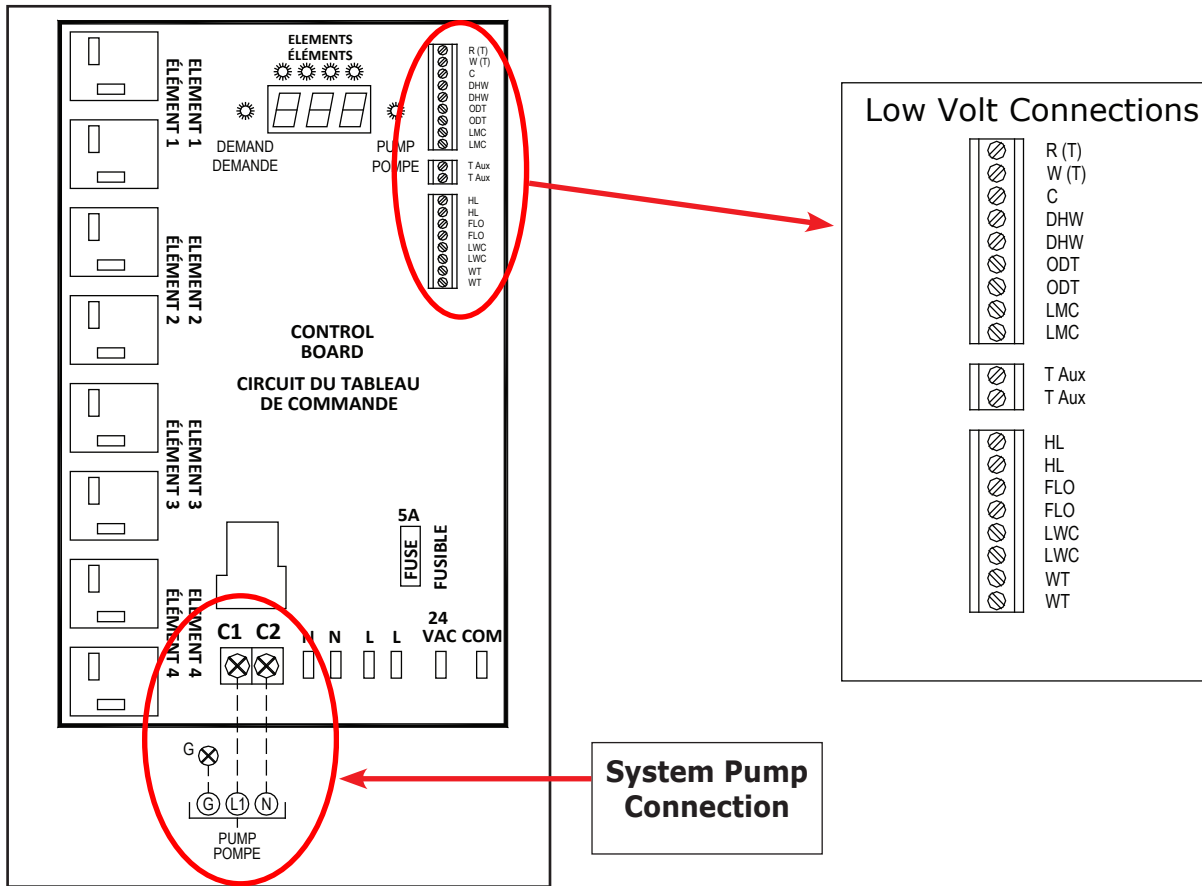 ELEMENTS
ÉLÉMENTS
DEMAND
DEMANDE
PUMP
POMPE
R (T)
W (T)
C
DHW
DHW
ODT
ODT
LMC
LMC
T Aux
T Aux
HL
HL
FLO
FLO
LWC
LWC
WT
WT
ELEMENT 1
ÉLÉMENT 1
ELEMENT 2
ÉLÉMENT 2
ELEMENT 3
ÉLÉMENT 3
ELEMENT 4
ÉLÉMENT 4
CONTROL
BOARD
CIRCUIT DU TABLEAU
DE COMMANDE
5A
FUSE
FUSIBLE
C1 C2 N N L L
24
VAC COM
G
G L1 N
PUMP
POMPE
System Pump
Connection
Low Volt Connections
R (T)
W (T)
C
DHW
DHW
ODT
ODT
LMC
LMC
T Aux
T Aux
HL
HL
FLO
FLO
LWC
LWC
WT
WT